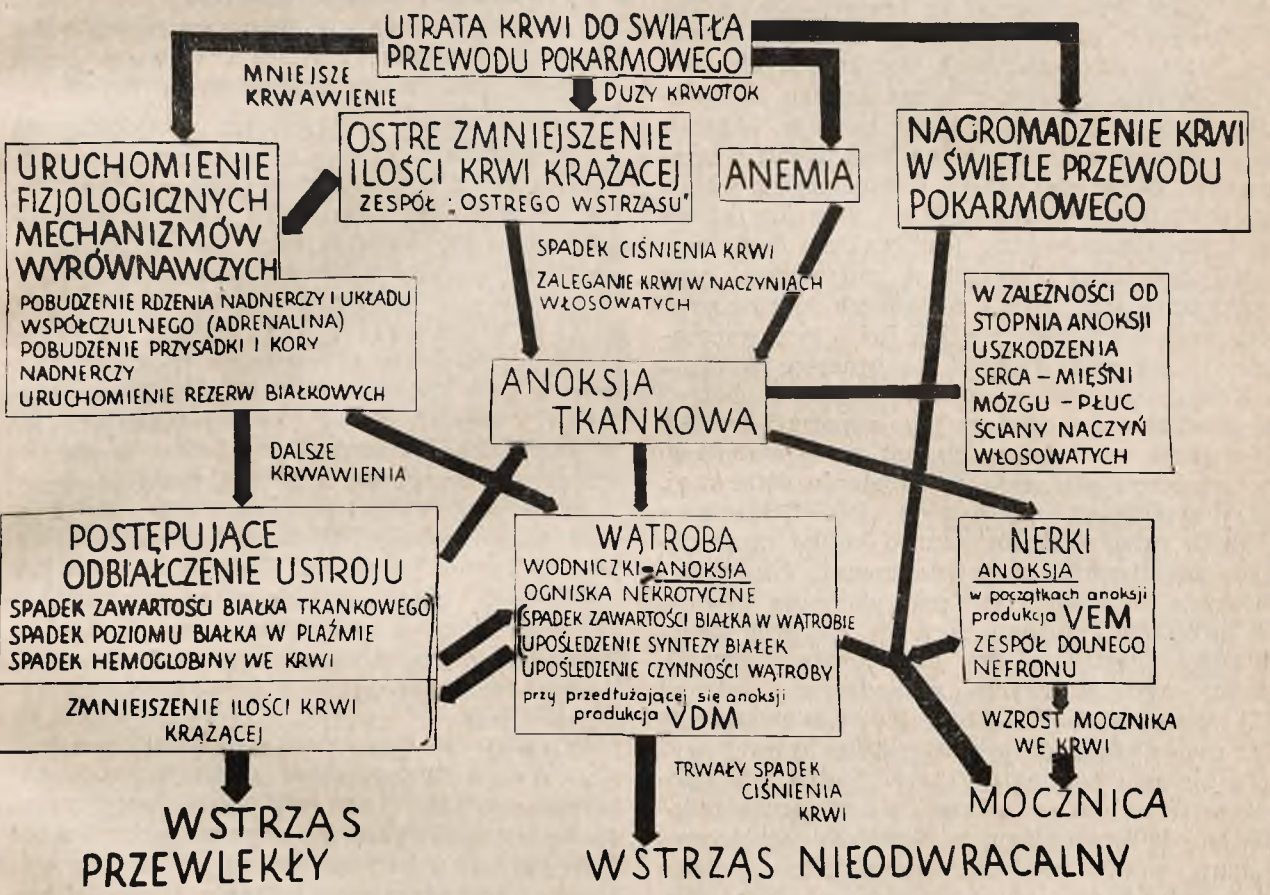 UTRATA KRWI DO ŚWIATŁA
PRZEWODU POKARMOWEGO
MNIEJSZE
KRWAWIENIE
DUZY KRWOTOK
URUCHOMIENIE
FIZJOLOGICZNYCH
MECHANIZMÓW
WYRÓWNAWCZYCH
POBUDZENIE RDZENIA NADNERCZY I UKŁADU
WSPÓŁCZULNEGO (ADRENALINA)
POBUDZENIE PRZYSADKI I KORY
NADNERCZY
URUCHOMIENIE REZERW BIAŁKOWYCH
OSTRE ZMNIEJSZENIE
ILOŚCI KRWI KRĄŻĄCEJ
ZESPÓŁ „OSTREGO WSTRZĄSU"
ANEMIA
NAGROMADZENIE KRWI
W ŚWIETLE PRZEWODU
POKARMOWEGO
SPADEK CIŚNIENIA KRWI
ZALEGANIE KRWI W NACZYNIACH
WŁOSOWATYCH
W ZALEŻNOŚCI OD
STOPNIA ANOKSJI
USZKODZENIA
SERCA – MIĘŚNI
MÓZGU – PŁUC
ŚCIANY NACZYŃ
WŁOSOWATYCH
ANOKSJA
TKANKOWA
DALSZE
KRWAWIENIA
POSTĘPUJĄCE
ODBIAŁCZENIE USTROJU
SPADEK ZAWARTOŚCI BIAŁKA TKANKOWEGO
SPADEK POZIOMU BIAŁKA W PLAŹMIE
SPADEK HEMOGLOBINY WE KRWI
ZMNIEJSZENIE ILOŚCI KRWI
KRĄŻĄCEJ
WĄTROBA
WODNICZKI-ANOKSJA
OGNISKA NEKROTYCZNE
SPADEK ZAWARTOŚCI BIAŁKA W WĄTROBIE
UPOŚLEDZENIE SYNTEZY BIAŁEK
UPOŚLEDZENIE CZYNNOŚCI WĄTROBY
przy przedłużającej się anoksji
produkcja VDM
NERKI
ANOKSJA
w początkach anoksji
produkcja VEM
ZESPÓŁ DOLNEGO
NEFRONU
WZROST MOCZNIKA
WE KRWI
TRWAŁY SPADEK
CIŚNIENIA
KRWI
MOCZNICA
WSTRZĄS
PRZEWLEKŁY
WSTRZĄS NIEODWRACALNY